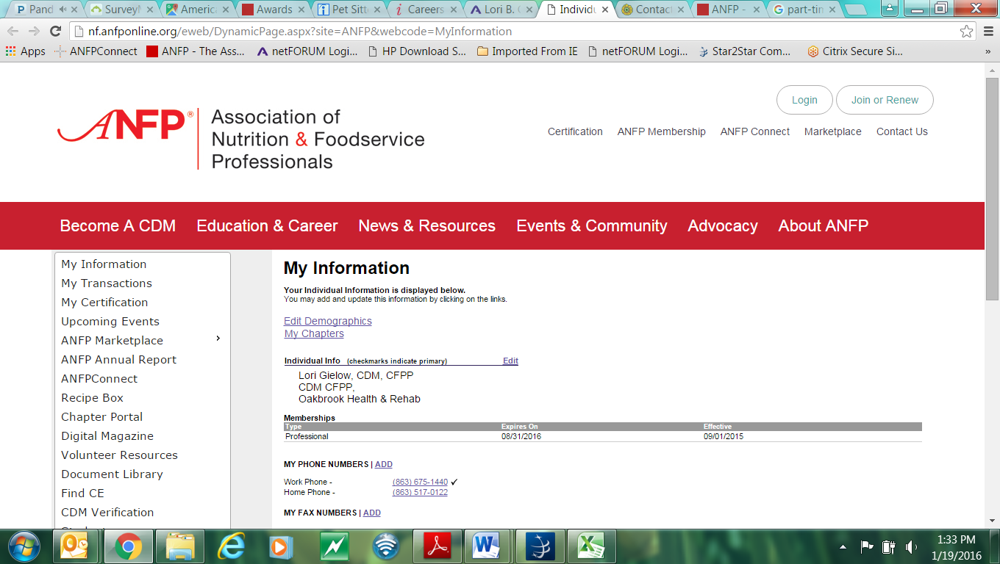 Pand
SurveyM
Americ
Awards
Pet Sitt
Careers
Lori B. C
Individu
Contac
ANFP -
part-tim
nf.anfponline.org/eweb/DynamicPage.aspx?site=ANFP&webcode=MyInformation
Apps
ANFPConnect
ANFP - The Ass...
netFORUM Logi...
HP Download S...
Imported From IE
netFORUM Logi...
Star2Star Com...
Citrix Secure Si...
»
Login
Join or Renew
ANFP®
Association of
Nutrition & Foodservice
Professionals
Certification
ANFP Membership
ANFP Connect
Marketplace
Contact Us
Become A CDM
Education & Career
News & Resources
Events & Community
Advocacy
About ANFP
My Information
My Transactions
My Certification
Upcoming Events
ANFP Marketplace ›
ANFP Annual Report
ANFPConnect
Recipe Box
Chapter Portal
Digital Magazine
Volunteer Resources
Document Library
Find CE
CDM Verification
My Information
Your Individual Information is displayed below.
You may add and update this information by clicking on the links.
Edit Demographics
My Chapters
Individual Info (checkmarks indicate primary) Edit
Lori Gielow, CDM, CFPP
CDM CFPP,
Oakbrook Health & Rehab
Memberships
Type Expires On Effective
Professional 08/31/2016 09/01/2015
MY PHONE NUMBERS | ADD
Work Phone - (863) 675-1440 ✓
Home Phone - (863) 517-0122
MY FAX NUMBERS | ADD
1:33 PM
1/19/2016